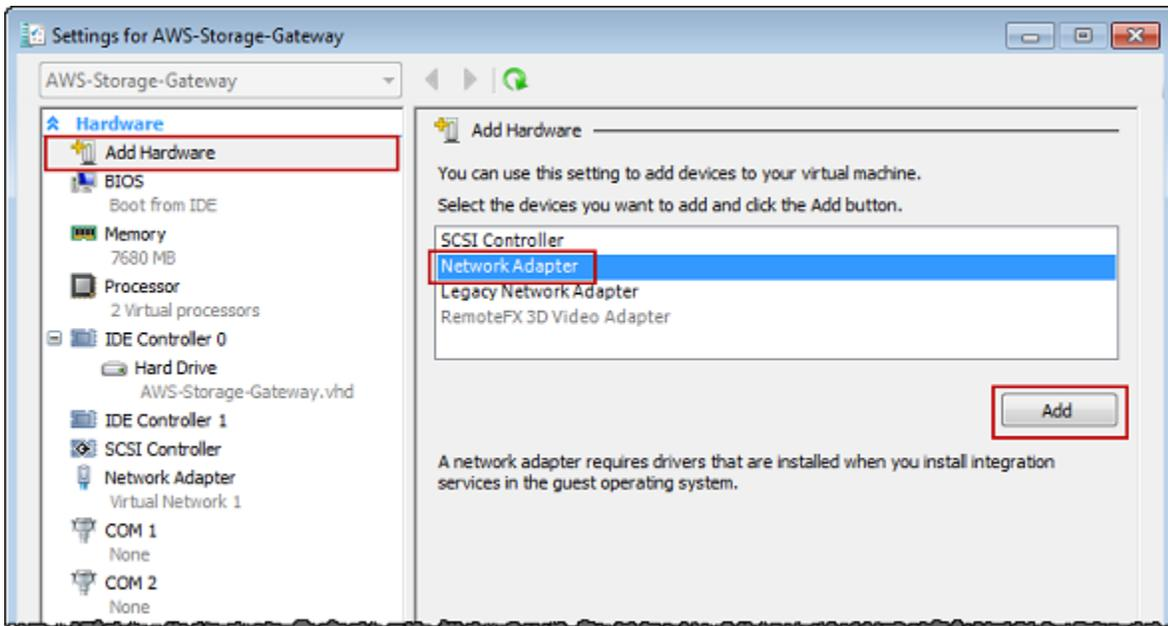 Settings for AWS-Storage-Gateway
AWS-Storage-Gateway
Hardware
Add Hardware
BIOS
Boot from IDE
Memory
7680 MB
Processor
2 Virtual processors
IDE Controller 0
Hard Drive
AWS-Storage-Gateway.vhd
IDE Controller 1
SCSI Controller
Network Adapter
Virtual Network 1
COM 1
None
COM 2
None
Add Hardware
You can use this setting to add devices to your virtual machine.
Select the devices you want to add and click the Add button.
SCSI Controller
Network Adapter
Legacy Network Adapter
RemoteFX 3D Video Adapter
Add
A network adapter requires drivers that are installed when you install integration
services in the guest operating system.